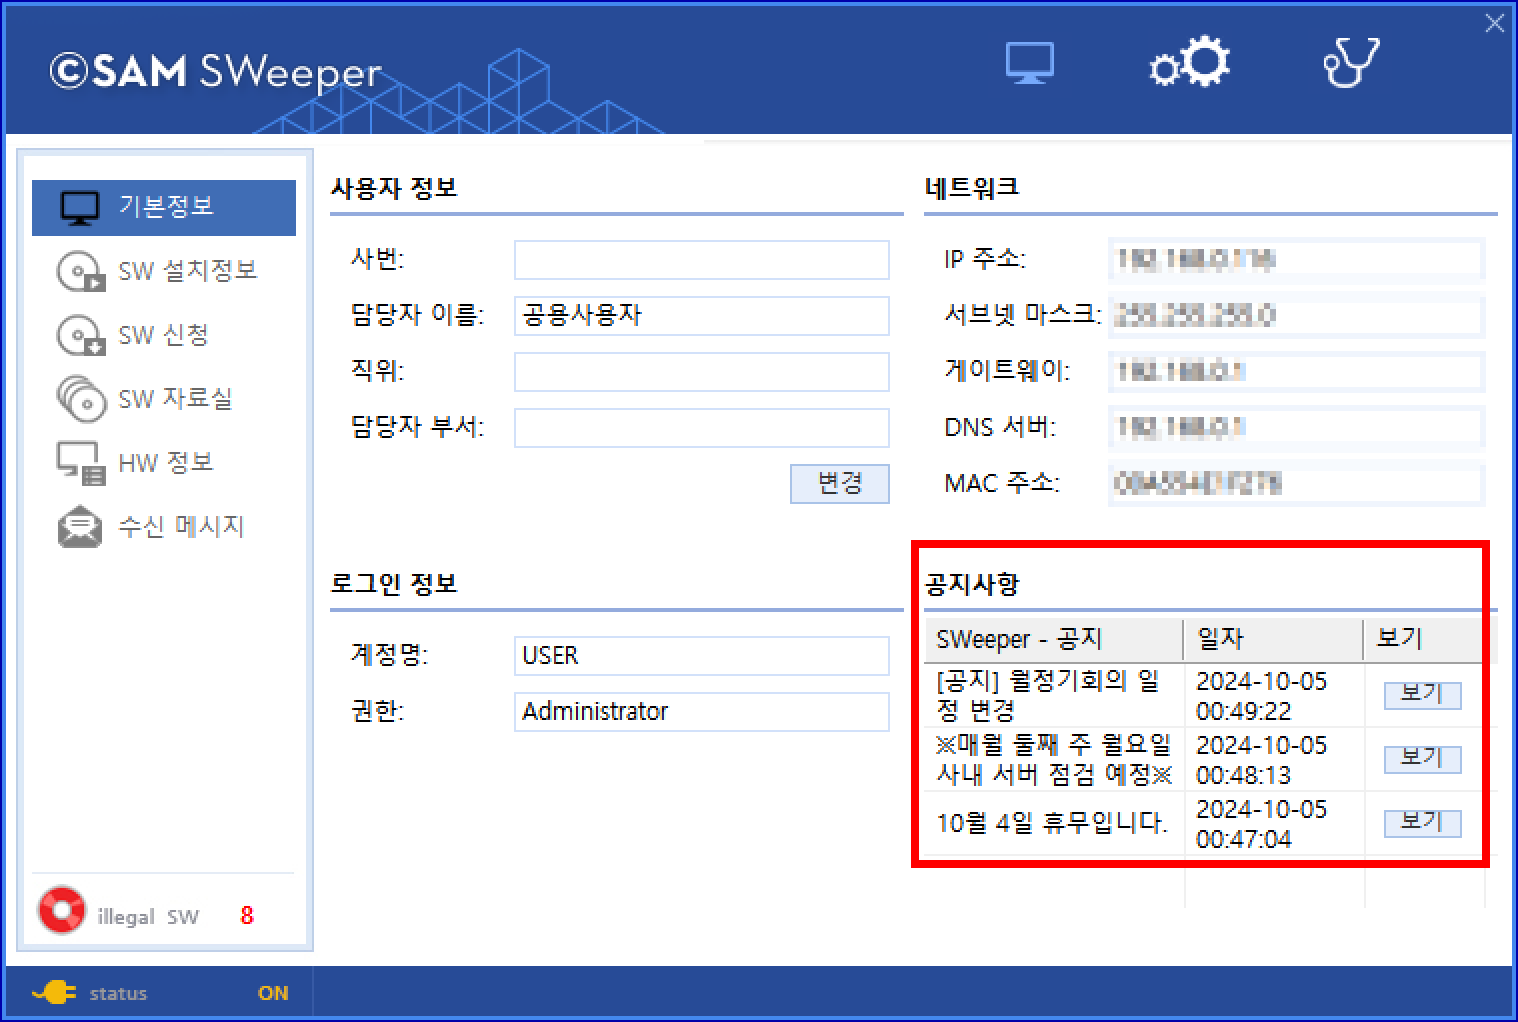 ©SAM SWeeper
기본정보
SW 설치정보
SW 신청
SW 자료실
HW 정보
수신 메시지
illegal SW 8
status ON
사용자 정보
사번:
담당자 이름: 공용사용자
직위:
담당자 부서:
변경
로그인 정보
계정명: USER
권한: Administrator
네트워크
IP 주소:
서브넷 마스크:
게이트웨이:
DNS 서버:
MAC 주소:
공지사항
SWeeper - 공지 일자 보기
[공지] 월정기회의 일
정 변경
2024-10-05
00:49:22
보기
※매월 둘째 주 월요일
사내 서버 점검 예정※
2024-10-05
00:48:13
보기
10월 4일 휴무입니다.
2024-10-05
00:47:04
보기